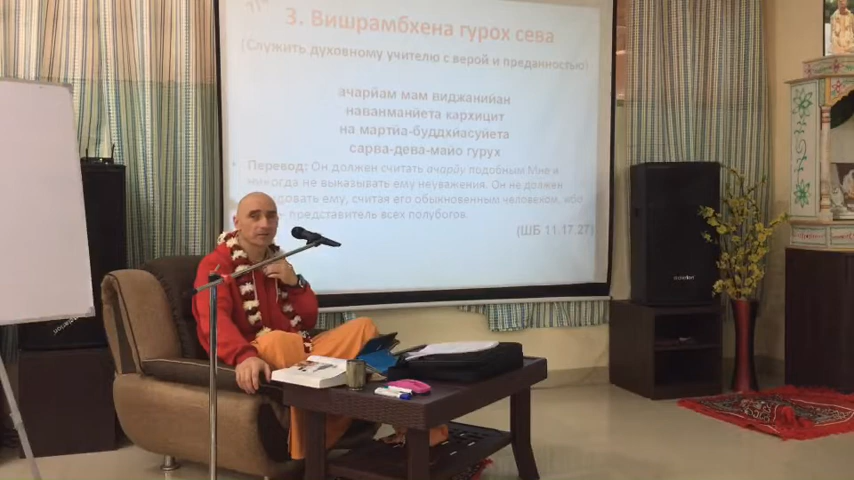 3. Вишрамбхена гурох сева
(Служить духовному учителю с верой и преданностью)
ачарйам мам виджанийан
наванманйета кархицит
на мартйа-буддхйасуйета
сарва-дева-майо гурух
Перевод: Он должен считать ачарйу подобным Мне и
никогда не выказывать ему неуважения. Он не должен
ему, считая его обыкновенным человеком, ибо
представитель всех полубогов.
(ШБ 11.17.27)